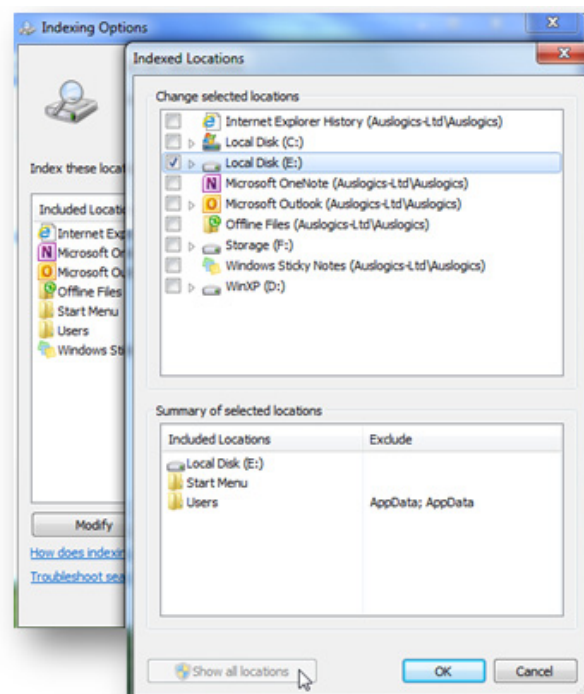 Indexing Options
Indexed Locations
Change selected locations
Internet Explorer History (Auslogics-Ltd\Auslogics)
Local Disk (C:)
Local Disk (E:)
Microsoft OneNote (Auslogics-Ltd\Auslogics)
Microsoft Outlook (Auslogics-Ltd\Auslogics)
Offline Files (Auslogics-Ltd\Auslogics)
Storage (F:)
Windows Sticky Notes (Auslogics-Ltd\Auslogics)
WinXP (D:)
Summary of selected locations
Included Locations Exclude
Local Disk (E:)
Start Menu
Users AppData; AppData
Show all locations OK Cancel
Index these locat
Included Locatio
Internet Exp
Microsoft On
Microsoft Ou
Offline Files
Start Menu
Users
Windows Sti
Modify
How does indexin
Troubleshoot sea